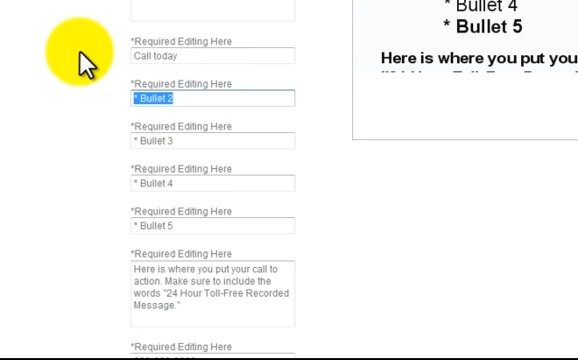 *Required Editing Here
Call today
*Required Editing Here
* Bullet 2
*Required Editing Here
* Bullet 3
*Required Editing Here
* Bullet 4
*Required Editing Here
* Bullet 5
*Required Editing Here
Here is where you put your call to
action. Make sure to include the
words "24 Hour Toll-Free Recorded
Message."
*Required Editing Here
* Bullet 4
* Bullet 5
Here is where you put you